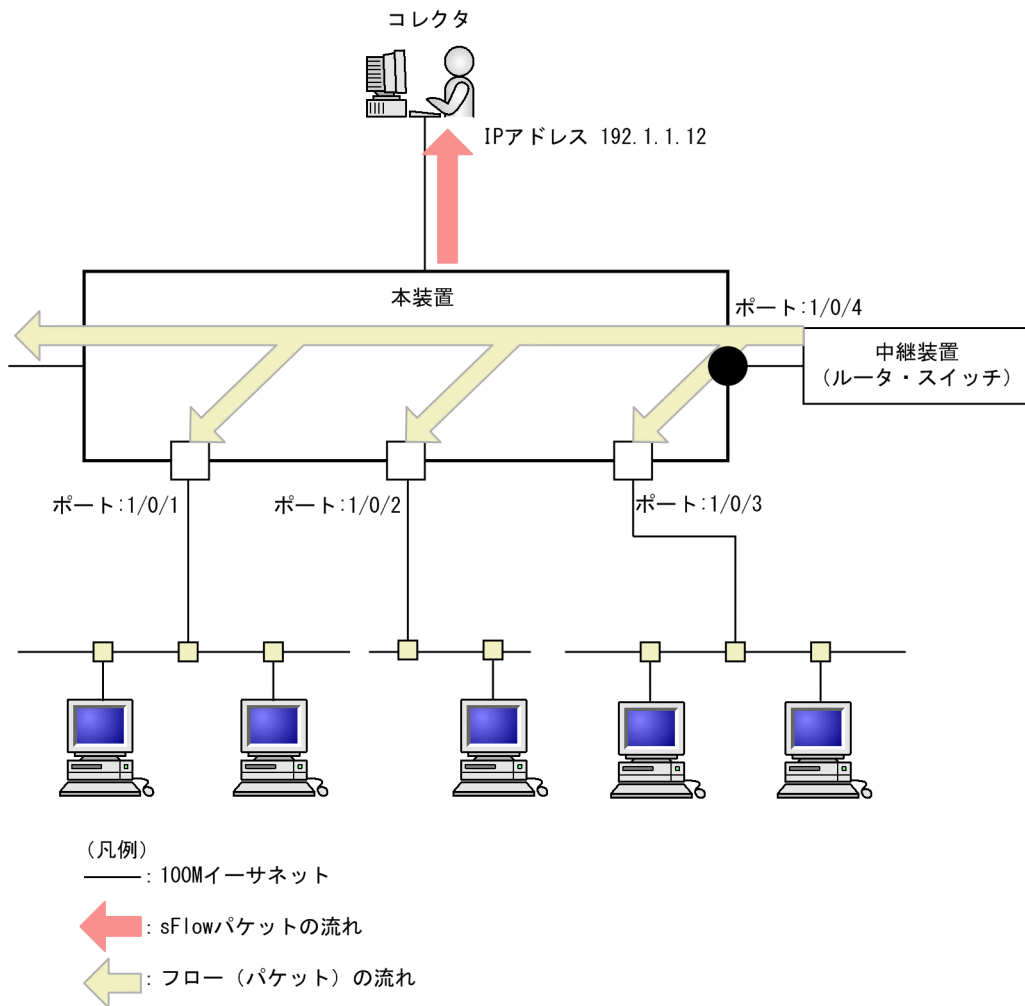 コレクタ
IPアドレス 192.1.1.12
本装置
ポート:1/0/4
中継装置
(ルータ・スイッチ)
ポート:1/0/1
ポート:1/0/2
ポート:1/0/3
(凡例)
: 100Mイーサネット
: sFlowパケットの流れ
: フロー(パケット)の流れ